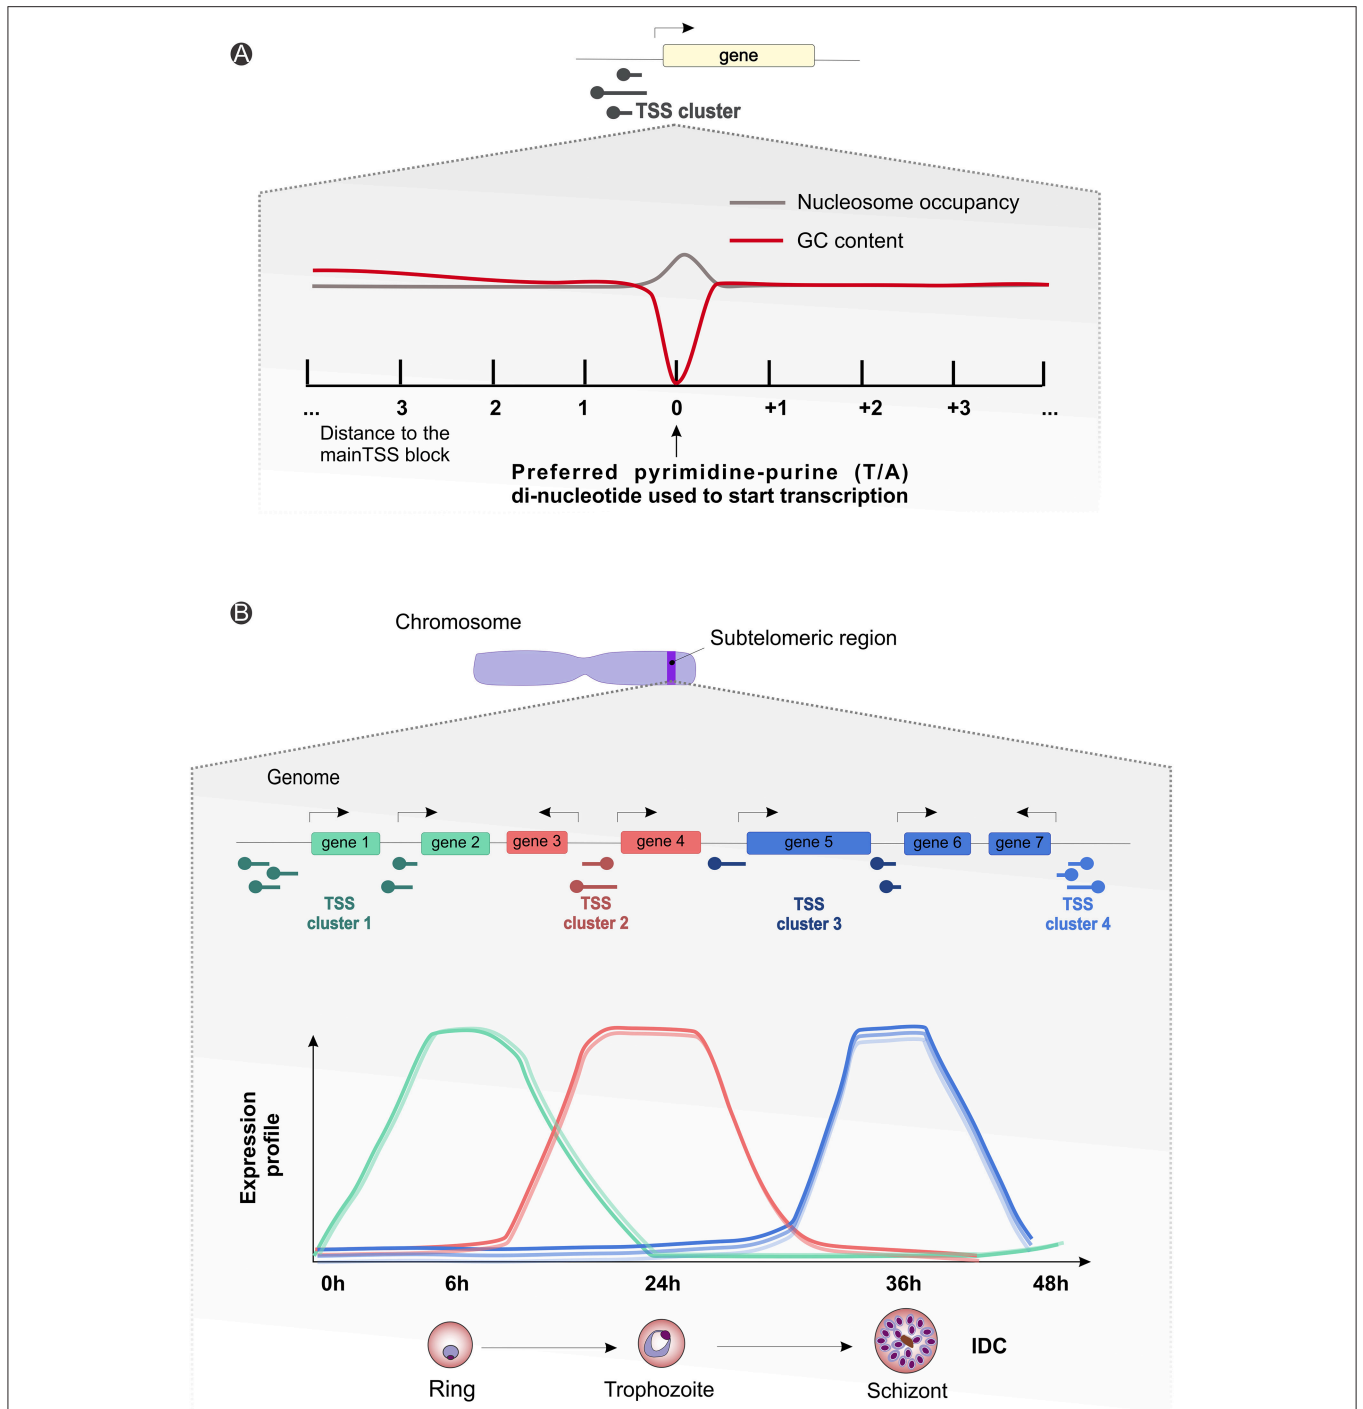 A
gene
TSS cluster
Nucleosome occupancy
GC content
... 3 2 1 0 +1 +2 +3 ...
Distance to the
mainTSS block
Preferred pyrimidine-purine (T/A)
di-nucleotide used to start transcription
B
Chromosome
Subtelomeric region
Genome
gene 1 gene 2 gene 3 gene 4 gene 5 gene 6 gene 7
TSS TSS TSS TSS
cluster 1 cluster 2 cluster 3 cluster 4
Expression
profile
0h 6h 24h 36h 48h
IDC
Ring Trophozoite Schizont